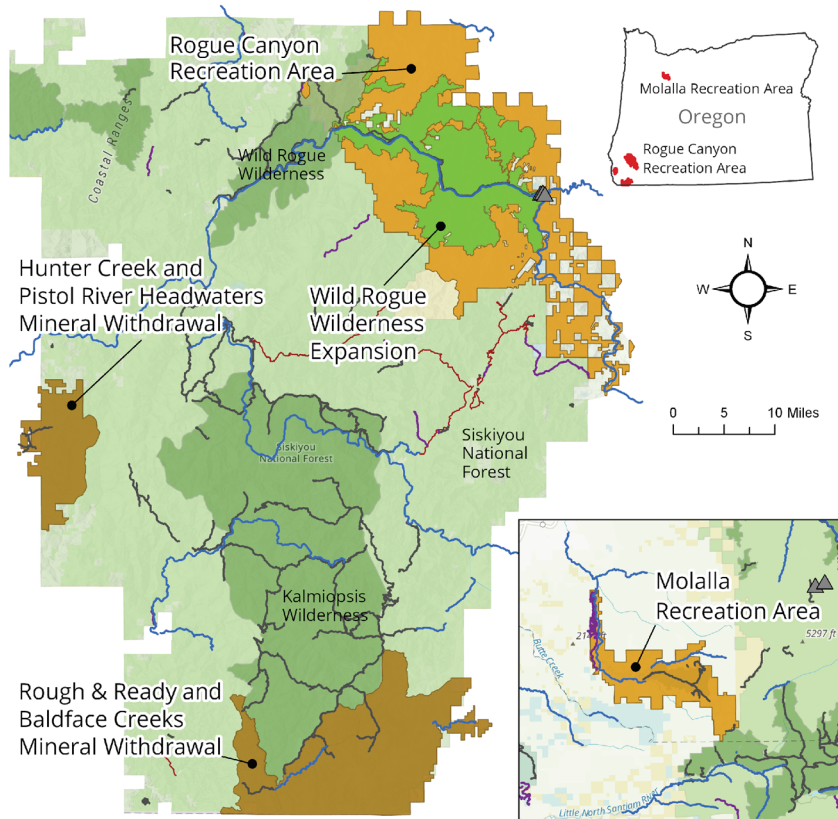 Rogue Canyon
Recreation Area
Coastal Ranges
Wild Rogue
Wilderness
Hunter Creek and
Pistol River Headwaters
Mineral Withdrawal
Wild Rogue
Wilderness
Expansion
Siskiyou
National Forest
Siskiyou
National
Forest
Kalmiopsis
Wilderness
Rough & Ready and
Baldface Creeks
Mineral Withdrawal
Molalla Recreation Area
Oregon
Rogue Canyon
Recreation Area
N
W E
S
0 5 10 Miles
Molalla
Recreation Area
5297 ft
Butte Creek
Little North Santiam River